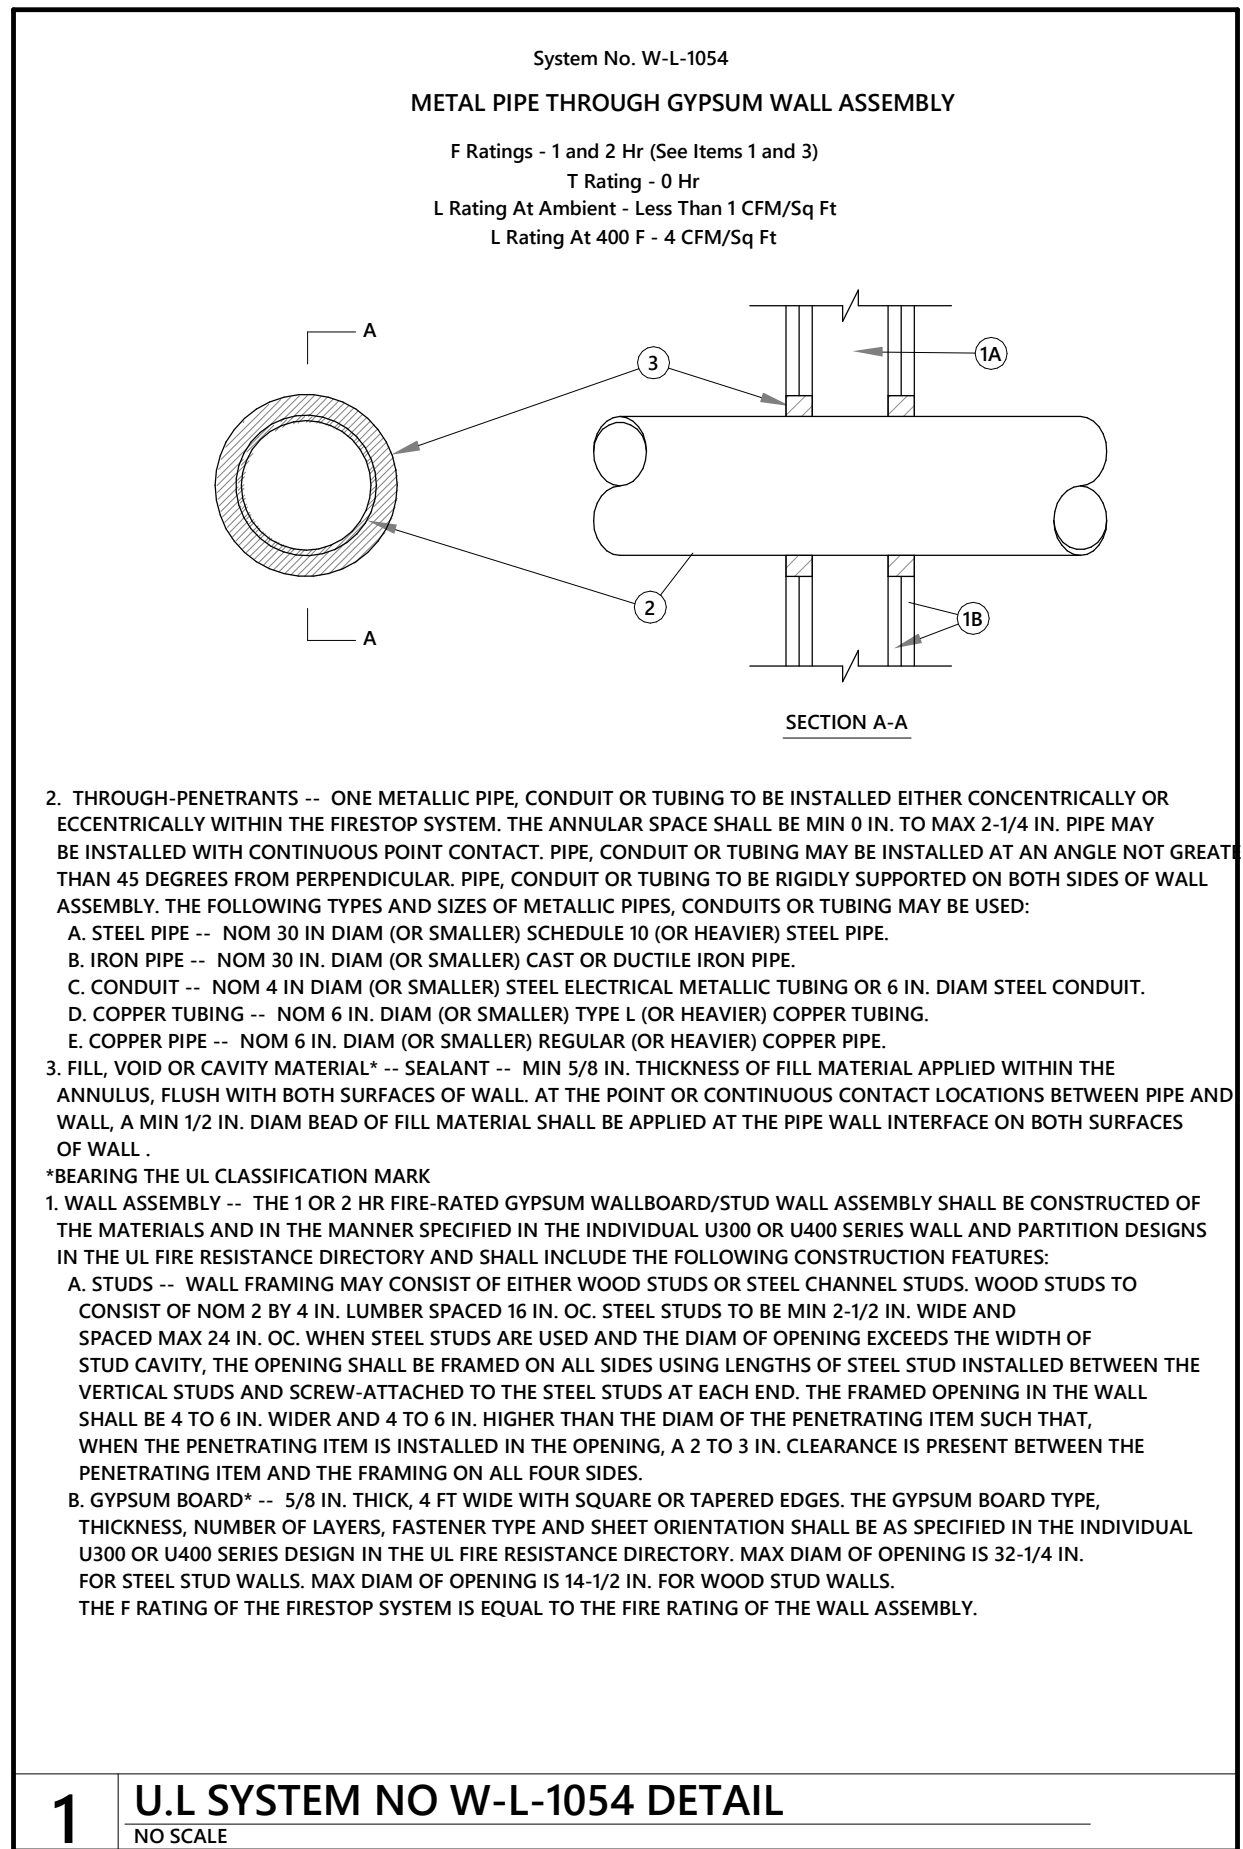 System No. W-L-1054
METAL PIPE THROUGH GYPSUM WALL ASSEMBLY
F Ratings - 1 and 2 Hr (See Items 1 and 3)
T Rating - 0 Hr
L Rating At Ambient - Less Than 1 CFM/Sq Ft
L Rating At 400 F - 4 CFM/Sq Ft
A
3
1A
2
1B
A
SECTION A-A
2. THROUGH-PENETRANTS -- ONE METALLIC PIPE, CONDUIT OR TUBING TO BE INSTALLED EITHER CONCENTRICALLY OR
ECCENTRICALLY WITHIN THE FIRESTOP SYSTEM. THE ANNULAR SPACE SHALL BE MIN 0 IN. TO MAX 2-1/4 IN. PIPE MAY
BE INSTALLED WITH CONTINUOUS POINT CONTACT. PIPE, CONDUIT OR TUBING MAY BE INSTALLED AT AN ANGLE NOT GREATE
THAN 45 DEGREES FROM PERPENDICULAR. PIPE, CONDUIT OR TUBING TO BE RIGIDLY SUPPORTED ON BOTH SIDES OF WALL
ASSEMBLY. THE FOLLOWING TYPES AND SIZES OF METALLIC PIPES, CONDUITS OR TUBING MAY BE USED:
A. STEEL PIPE -- NOM 30 IN DIAM (OR SMALLER) SCHEDULE 10 (OR HEAVIER) STEEL PIPE.
B. IRON PIPE -- NOM 30 IN. DIAM (OR SMALLER) CAST OR DUCTILE IRON PIPE.
C. CONDUIT -- NOM 4 IN DIAM (OR SMALLER) STEEL ELECTRICAL METALLIC TUBING OR 6 IN. DIAM STEEL CONDUIT.
D. COPPER TUBING -- NOM 6 IN. DIAM (OR SMALLER) TYPE L (OR HEAVIER) COPPER TUBING.
E. COPPER PIPE -- NOM 6 IN. DIAM (OR SMALLER) REGULAR (OR HEAVIER) COPPER PIPE.
3. FILL, VOID OR CAVITY MATERIAL* -- SEALANT -- MIN 5/8 IN. THICKNESS OF FILL MATERIAL APPLIED WITHIN THE
ANNULUS, FLUSH WITH BOTH SURFACES OF WALL. AT THE POINT OR CONTINUOUS CONTACT LOCATIONS BETWEEN PIPE AND
WALL, A MIN 1/2 IN. DIAM BEAD OF FILL MATERIAL SHALL BE APPLIED AT THE PIPE WALL INTERFACE ON BOTH SURFACES
OF WALL .
*BEARING THE UL CLASSIFICATION MARK
1. WALL ASSEMBLY -- THE 1 OR 2 HR FIRE-RATED GYPSUM WALLBOARD/STUD WALL ASSEMBLY SHALL BE CONSTRUCTED OF
THE MATERIALS AND IN THE MANNER SPECIFIED IN THE INDIVIDUAL U300 OR U400 SERIES WALL AND PARTITION DESIGNS
IN THE UL FIRE RESISTANCE DIRECTORY AND SHALL INCLUDE THE FOLLOWING CONSTRUCTION FEATURES:
A. STUDS -- WALL FRAMING MAY CONSIST OF EITHER WOOD STUDS OR STEEL CHANNEL STUDS. WOOD STUDS TO
CONSIST OF NOM 2 BY 4 IN. LUMBER SPACED 16 IN. OC. STEEL STUDS TO BE MIN 2-1/2 IN. WIDE AND
SPACED MAX 24 IN. OC. WHEN STEEL STUDS ARE USED AND THE DIAM OF OPENING EXCEEDS THE WIDTH OF
STUD CAVITY, THE OPENING SHALL BE FRAMED ON ALL SIDES USING LENGTHS OF STEEL STUD INSTALLED BETWEEN THE
VERTICAL STUDS AND SCREW-ATTACHED TO THE STEEL STUDS AT EACH END. THE FRAMED OPENING IN THE WALL
SHALL BE 4 TO 6 IN. WIDER AND 4 TO 6 IN. HIGHER THAN THE DIAM OF THE PENETRATING ITEM SUCH THAT,
WHEN THE PENETRATING ITEM IS INSTALLED IN THE OPENING, A 2 TO 3 IN. CLEARANCE IS PRESENT BETWEEN THE
PENETRATING ITEM AND THE FRAMING ON ALL FOUR SIDES.
B. GYPSUM BOARD* -- 5/8 IN. THICK, 4 FT WIDE WITH SQUARE OR TAPERED EDGES. THE GYPSUM BOARD TYPE,
THICKNESS, NUMBER OF LAYERS, FASTENER TYPE AND SHEET ORIENTATION SHALL BE AS SPECIFIED IN THE INDIVIDUAL
U300 OR U400 SERIES DESIGN IN THE UL FIRE RESISTANCE DIRECTORY. MAX DIAM OF OPENING IS 32-1/4 IN.
FOR STEEL STUD WALLS. MAX DIAM OF OPENING IS 14-1/2 IN. FOR WOOD STUD WALLS.
THE F RATING OF THE FIRESTOP SYSTEM IS EQUAL TO THE FIRE RATING OF THE WALL ASSEMBLY.
1
U.L SYSTEM NO W-L-1054 DETAIL
NO SCALE